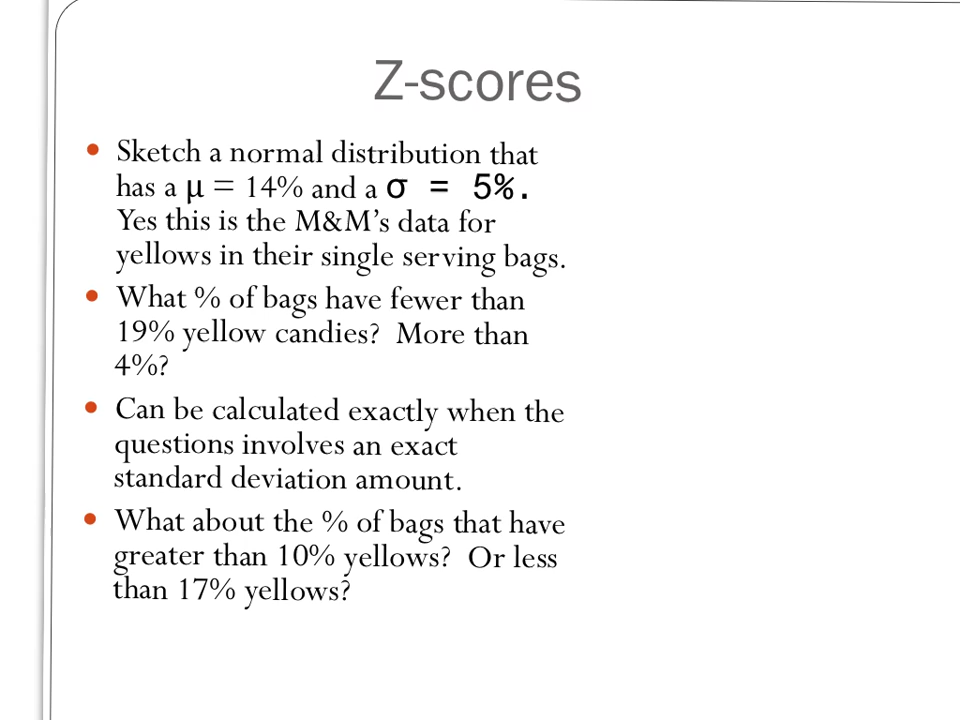 Z-scores
• Sketch a normal distribution that
has a μ = 14% and a σ = 5%.
Yes this is the M&M’s data for
yellows in their single serving bags.
• What % of bags have fewer than
19% yellow candies?  More than
4%?
• Can be calculated exactly when the
questions involves an exact
standard deviation amount.
• What about the % of bags that have
greater than 10% yellows?  Or less
than 17% yellows?